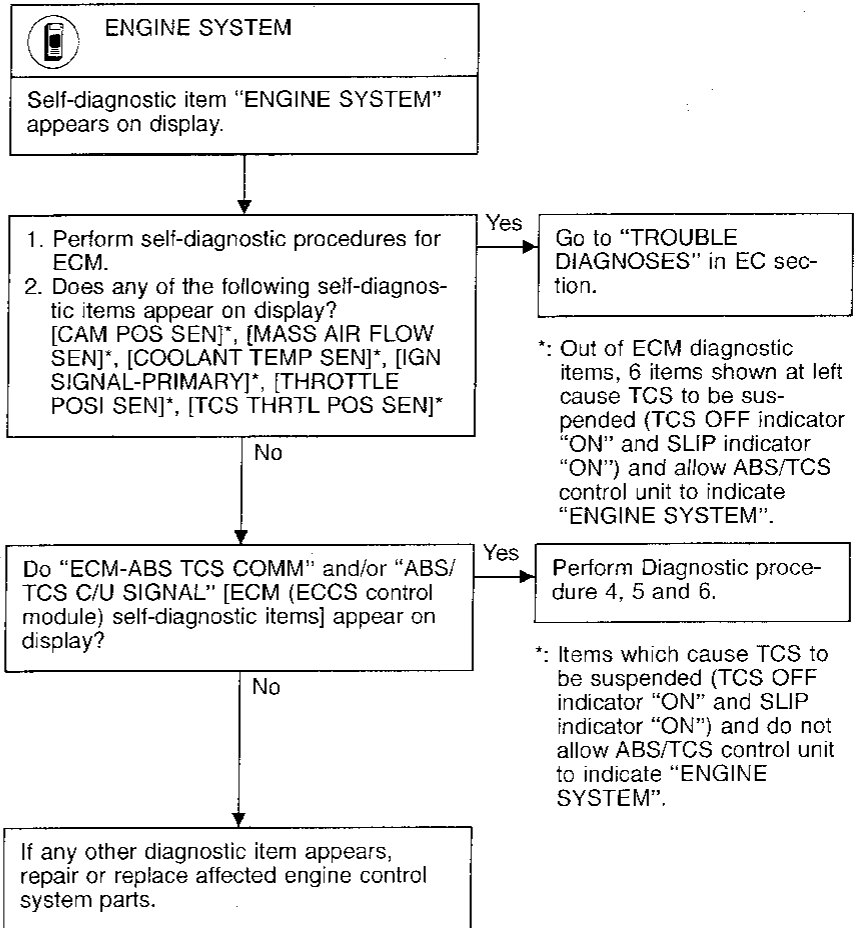 ENGINE SYSTEM
Self-diagnostic item “ENGINE SYSTEM”
appears on display.
1. Perform self-diagnostic procedures for
ECM.
2. Does any of the following self-diagnos-
tic items appear on display?
[CAM POS SEN]*, [MASS AIR FLOW
SEN]*, [COOLANT TEMP SEN]*, [IGN
SIGNAL-PRIMARY]*, [THROTTLE
POSI SEN]*, [TCS THRTL POS SEN]*
Yes
Go to “TROUBLE
DIAGNOSES” in EC sec-
tion.
*: Out of ECM diagnostic
items, 6 items shown at left
cause TCS to be sus-
pended (TCS OFF indicator
“ON” and SLIP indicator
“ON”) and allow ABS/TCS
control unit to indicate
“ENGINE SYSTEM”.
No
Do “ECM-ABS TCS COMM” and/or “ABS/
TCS C/U SIGNAL” [ECM (ECCS control
module) self-diagnostic items] appear on
display?
Yes
Perform Diagnostic proce-
dure 4, 5 and 6.
*: Items which cause TCS to
be suspended (TCS OFF
indicator “ON” and SLIP
indicator “ON”) and do not
allow ABS/TCS control unit
to indicate “ENGINE
SYSTEM”.
No
If any other diagnostic item appears,
repair or replace affected engine control
system parts.